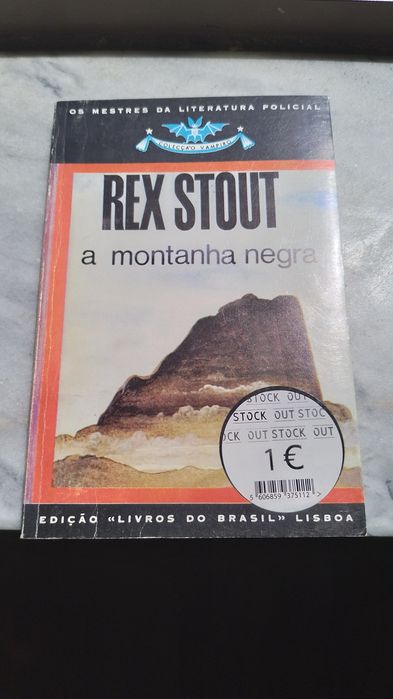 OS MESTRES DA LITERATURA POLICIAL
COLECÇÃO VAMPIRO
REX STOUT
a montanha negra
STOCK OUT
STOCK OUT STOC
OCK OUT STOCK OUT
1 €
5 606859 375112 >
EDIÇÃO «LIVROS DO BRASIL» LISBOA